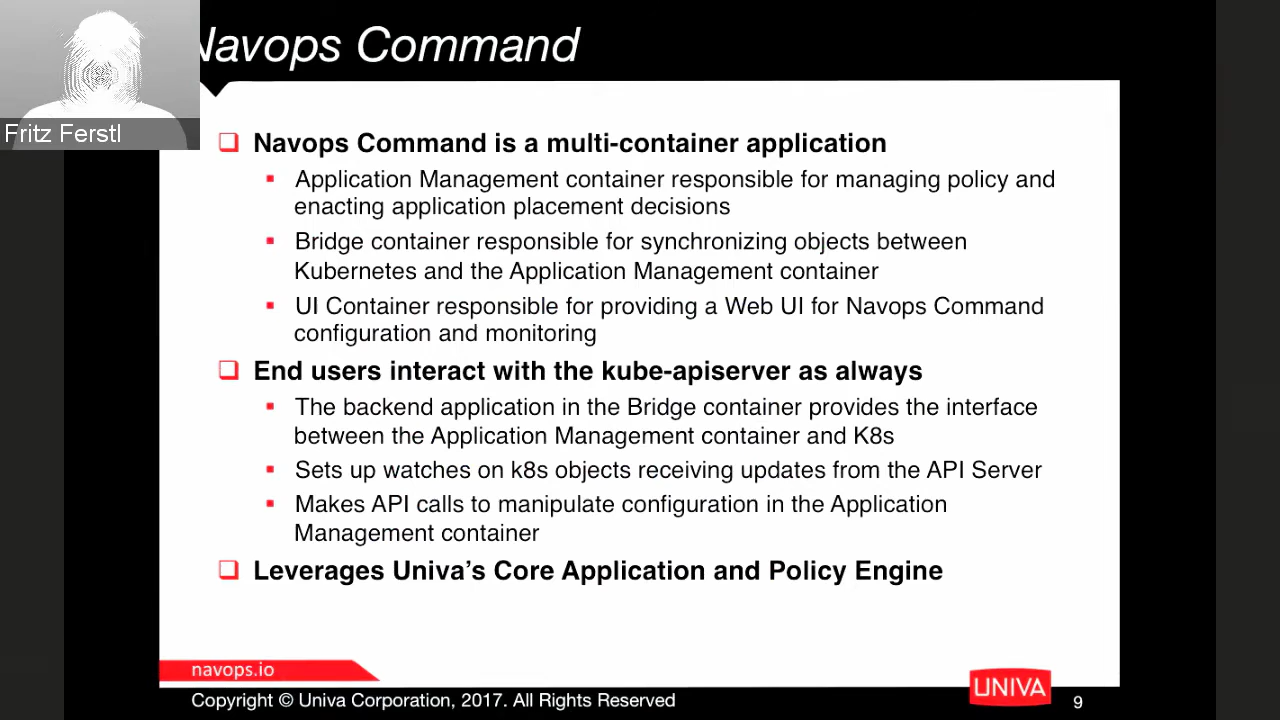 Navops Command
Fritz Ferstl
Navops Command is a multi-container application
Application Management container responsible for managing policy and
enacting application placement decisions
Bridge container responsible for synchronizing objects between
Kubernetes and the Application Management container
UI Container responsible for providing a Web UI for Navops Command
configuration and monitoring
End users interact with the kube-apiserver as always
The backend application in the Bridge container provides the interface
between the Application Management container and K8s
Sets up watches on k8s objects receiving updates from the API Server
Makes API calls to manipulate configuration in the Application
Management container
Leverages Univa’s Core Application and Policy Engine
navops.io
UNIVA
Copyright © Univa Corporation, 2017. All Rights Reserved
9